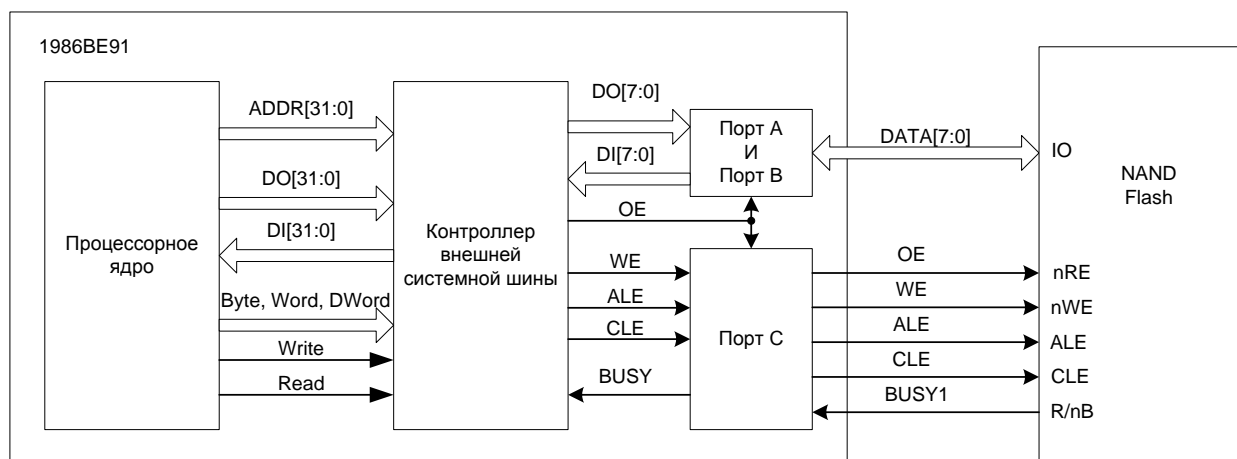 1986BE91
Процессорное
ядро
ADDR[31:0]
DO[31:0]
DI[31:0]
Byte, Word, DWord
Write
Read
Контроллер
внешней
системной шины
DO[7:0]
DI[7:0]
OE
WE
ALE
CLE
BUSY
Порт А
И
Порт В
Порт С
DATA[7:0]
OE
WE
ALE
CLE
BUSY1
IO
NAND
Flash
nRE
nWE
ALE
CLE
R/nB